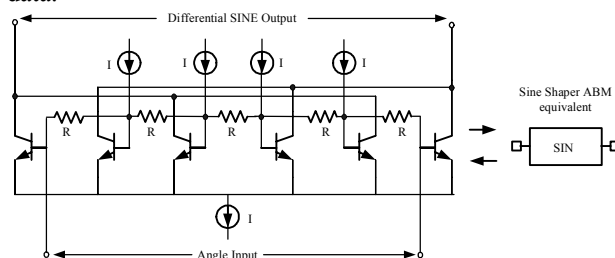 Differential SINE Output
I I I I
Sine Shaper ABM
equivalent
R R R R R
SIN
I
Angle Input